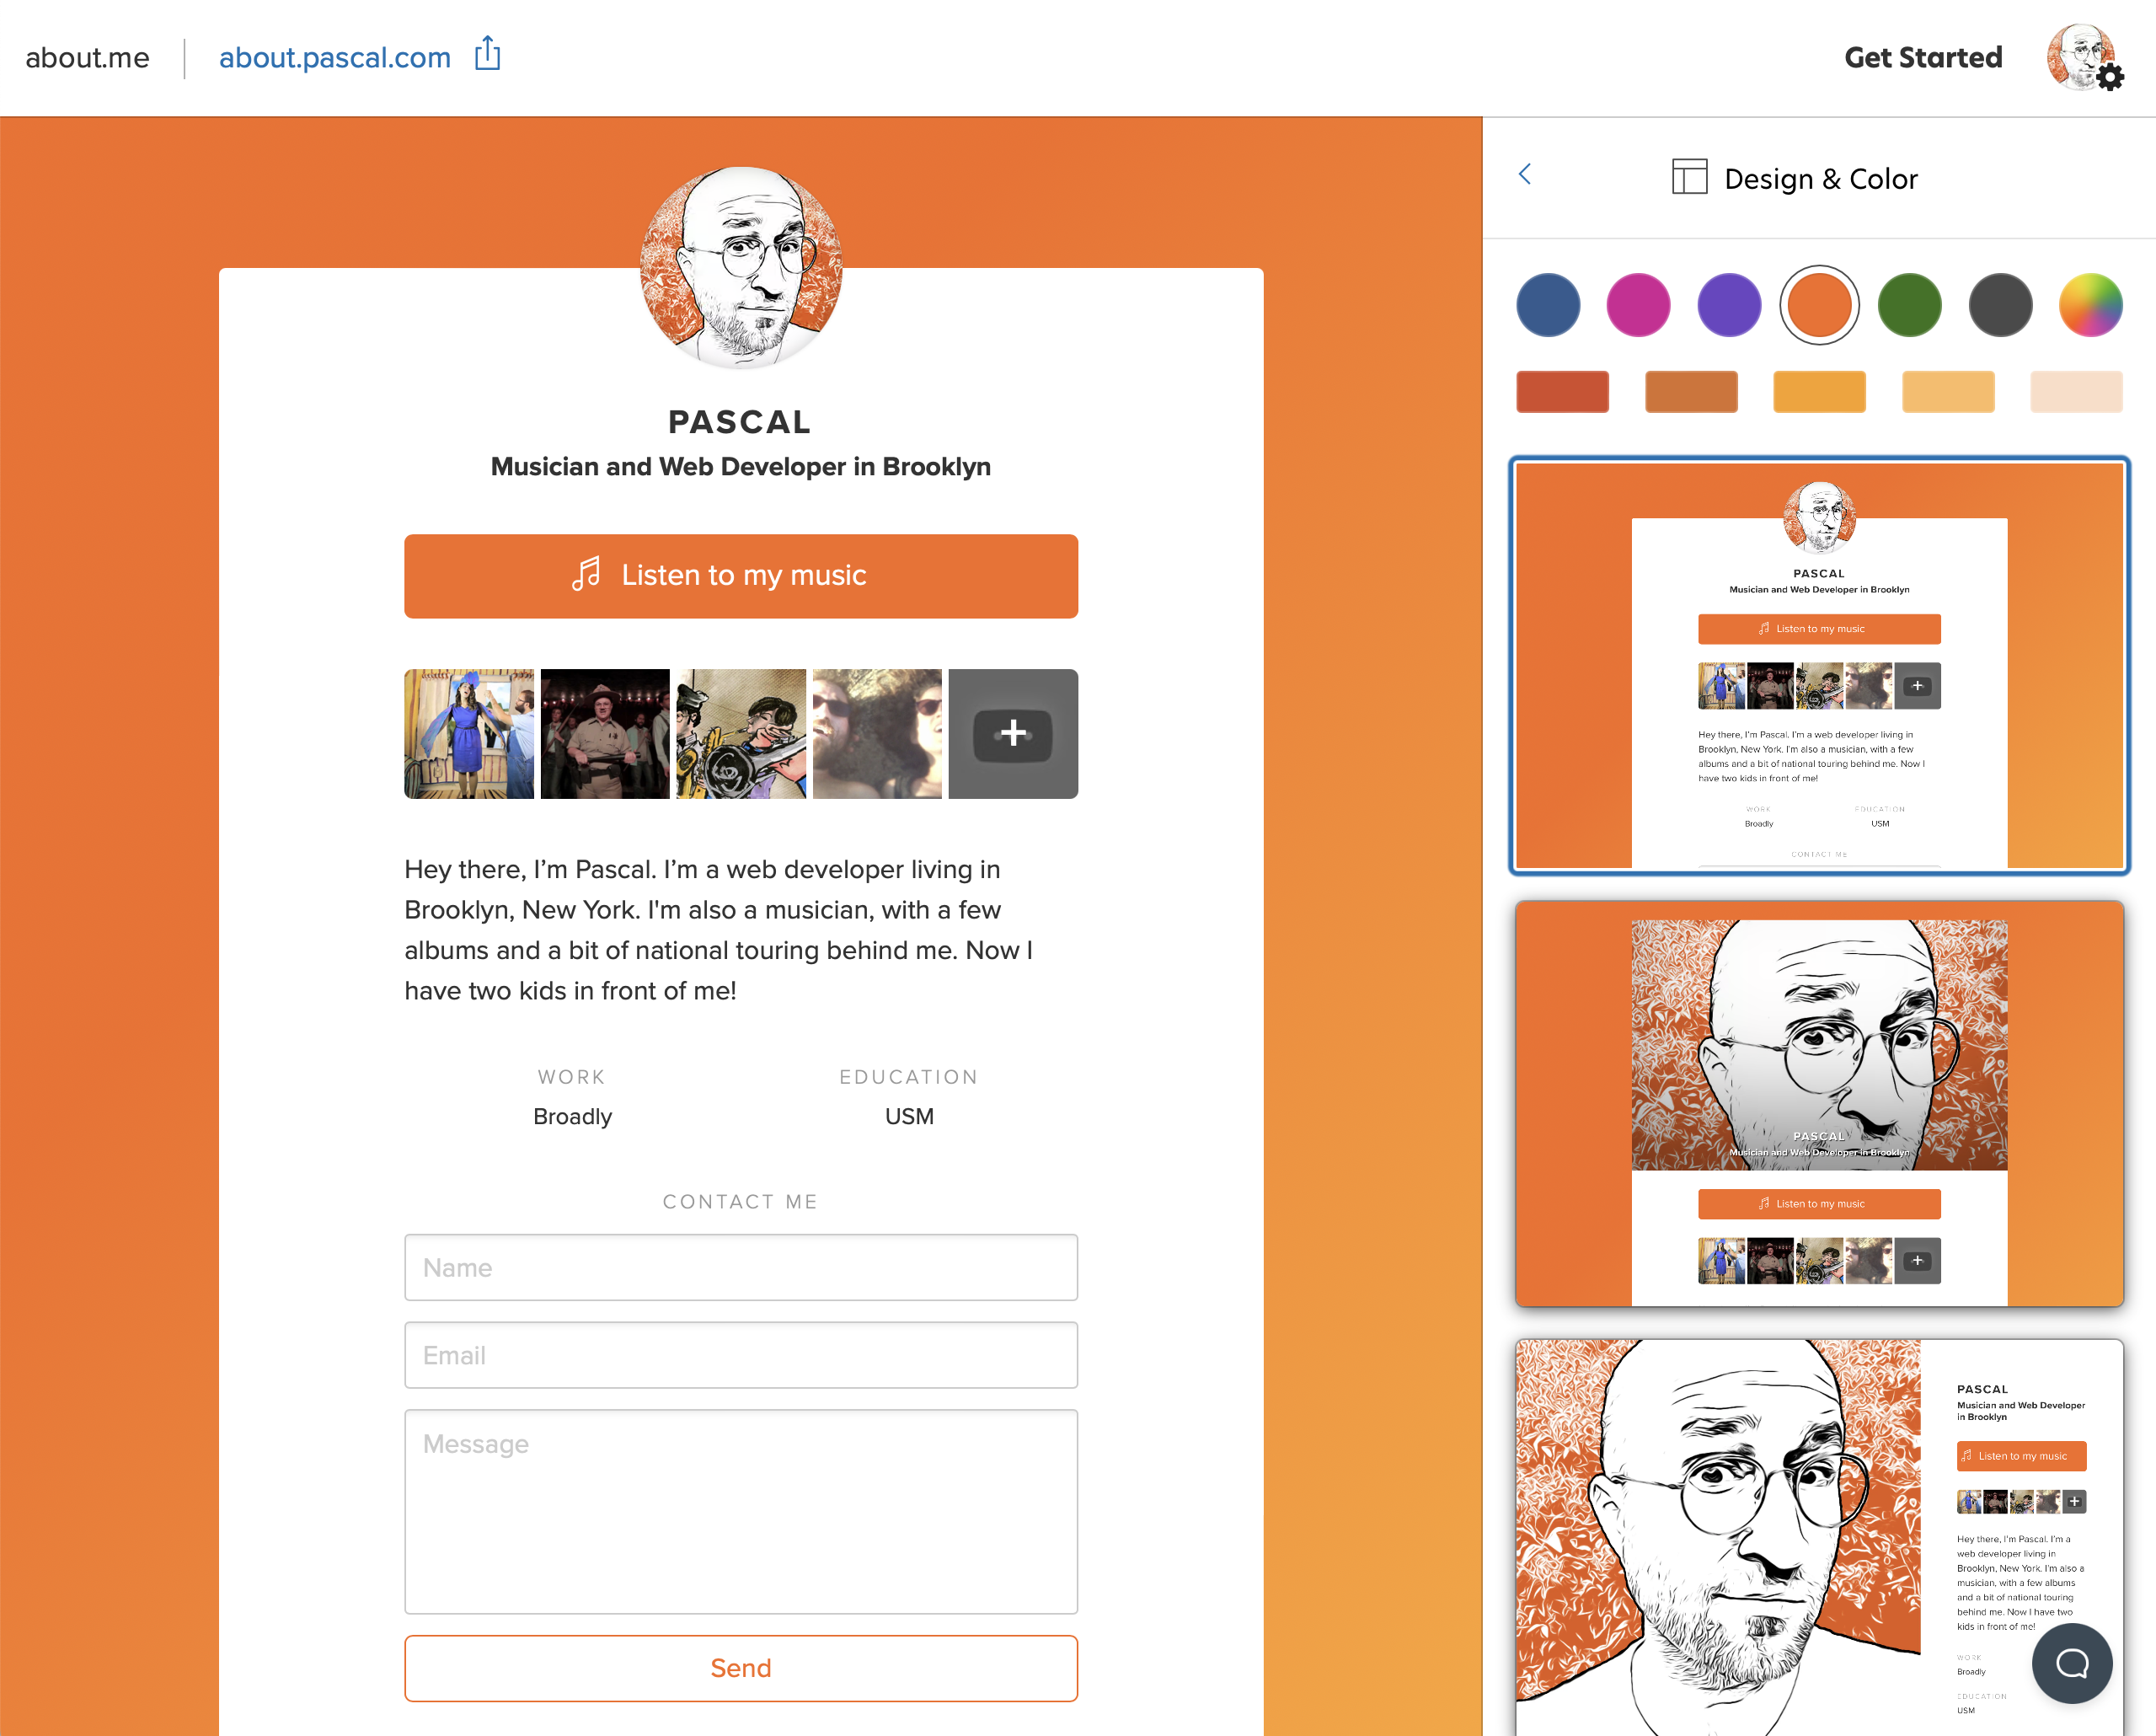 about.me
about.pascal.com
Get Started
PASCAL
Musician and Web Developer in Brooklyn
Listen to my music
Hey there, I’m Pascal. I’m a web developer living in
Brooklyn, New York. I'm also a musician, with a few
albums and a bit of national touring behind me. Now I
have two kids in front of me!
WORK
Broadly
EDUCATION
USM
CONTACT ME
Name
Email
Message
Send
Design & Color
PASCAL
Musician and Web Developer in Brooklyn
Listen to my music
Hey there, I’m Pascal. I’m a web developer living in
Brooklyn, New York. I'm also a musician, with a few
albums and a bit of national touring behind me. Now I
have two kids in front of me!
WORK
Broadly
EDUCATION
USM
CONTACT ME
PASCAL
Musician and Web Developer in Brooklyn
Listen to my music
PASCAL
Musician and Web Developer
in Brooklyn
Listen to my music
Hey there, I’m Pascal. I’m a
web developer living in
Brooklyn, New York. I'm also a
musician, with a few albums
and a bit of national touring
behind me. Now I have two
kids in front of me!
WORK
Broadly
EDUCATION
USM